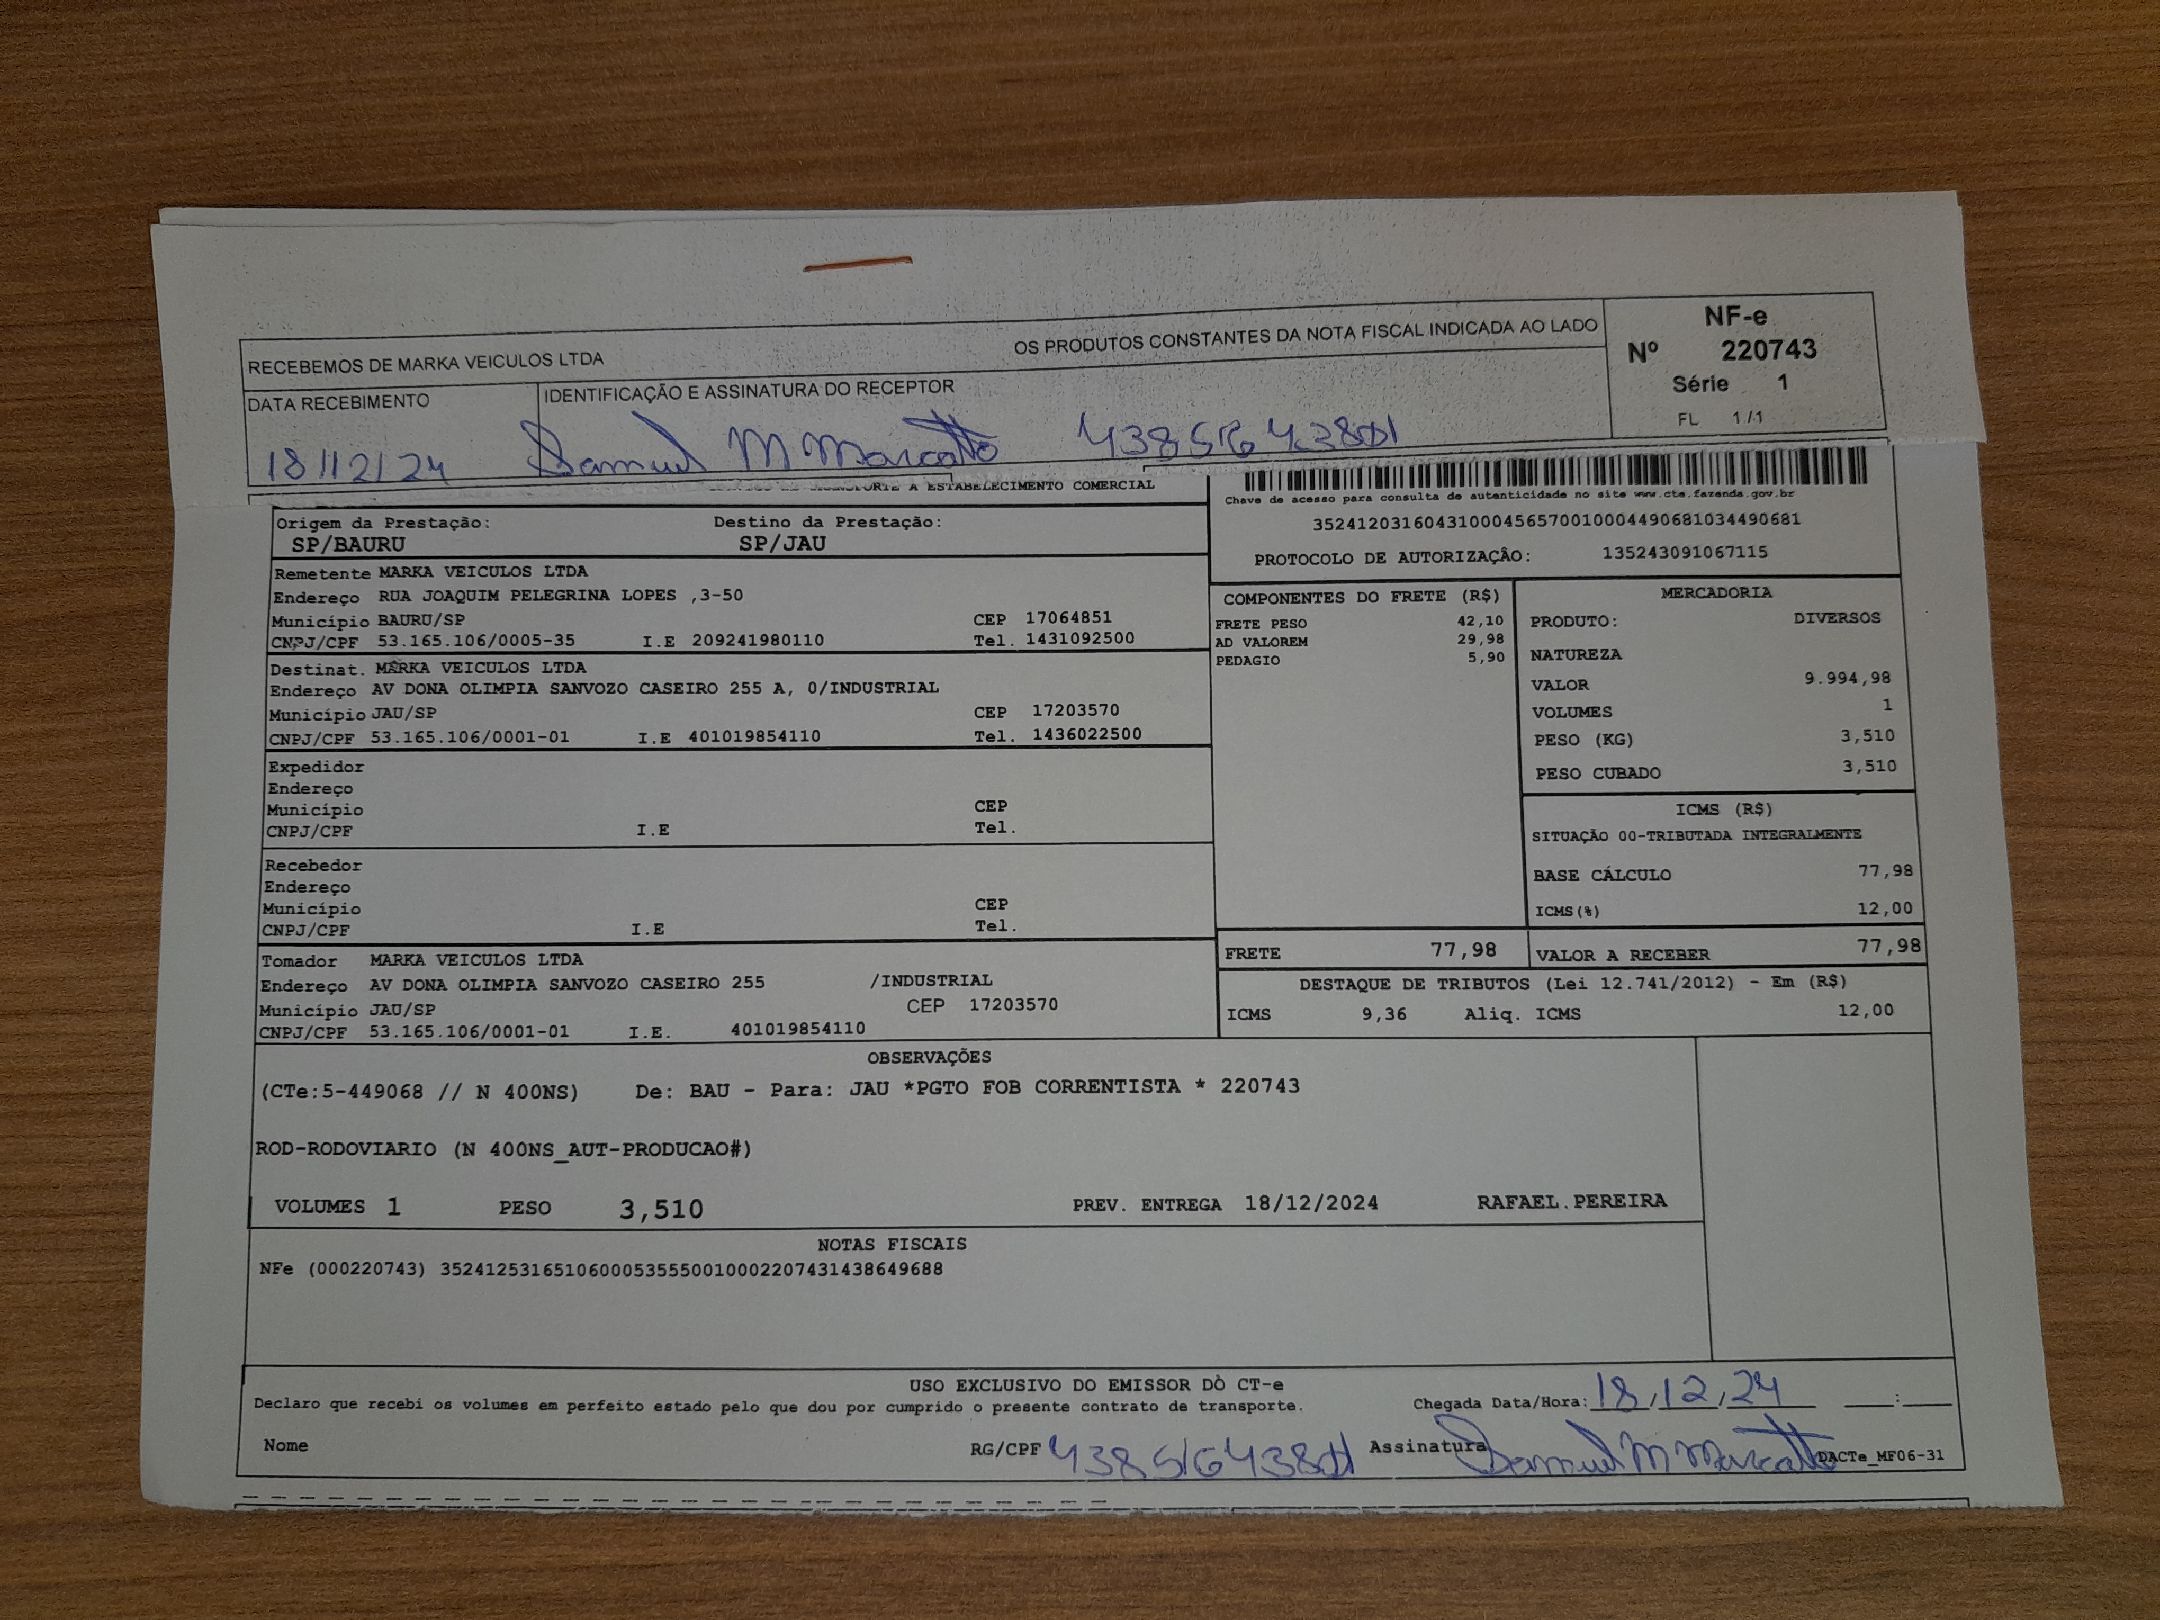 RECEBEMOS DE MARKA VEICULOS LTDA OS PRODUTOS CONSTANTES DA NOTA FISCAL INDICADA AO LADO
NF-e
Nº 220743
Série 1
FL 1 /1
DATA RECEBIMENTO
18/12/24
IDENTIFICAÇÃO E ASSINATURA DO RECEPTOR
Samuel M Marcatto
A ESTABELECIMENTO COMERCIAL
Chave de acesso para consulta de autenticidade no site www.cte.fazenda.gov.br
35241203160431000456570010004490681034490681
PROTOCOLO DE AUTORIZAÇÃO: 135243091067115
Origem da Prestação: Destino da Prestação:
SP/BAURU SP/JAU
Remetente MARKA VEICULOS LTDA
Endereço RUA JOAQUIM PELEGRINA LOPES ,3-50
Município BAURU/SP CEP 17064851
CNPJ/CPF 53.165.106/0005-35 I.E 209241980110 Tel. 1431092500
Destinat. MARKA VEICULOS LTDA
Endereço AV DONA OLIMPIA SANVOZO CASEIRO 255 A, 0/INDUSTRIAL
Município JAU/SP CEP 17203570
CNPJ/CPF 53.165.106/0001-01 I.E 401019854110 Tel. 1436022500
Expedidor
Endereço
Município CEP
CNPJ/CPF I.E Tel.
Recebedor
Endereço
Município CEP
CNPJ/CPF I.E Tel.
Tomador MARKA VEICULOS LTDA
Endereço AV DONA OLIMPIA SANVOZO CASEIRO 255 /INDUSTRIAL
Município JAU/SP CEP 17203570
CNPJ/CPF 53.165.106/0001-01 I.E. 401019854110
COMPONENTES DO FRETE (R$)
FRETE PESO 42,10
AD VALOREM 29,98
PEDAGIO 5,90
MERCADORIA
PRODUTO: DIVERSOS
NATUREZA
VALOR 9.994,98
VOLUMES 1
PESO (KG) 3,510
PESO CUBADO 3,510
ICMS (R$)
SITUAÇÃO 00-TRIBUTADA INTEGRALMENTE
BASE CÁLCULO 77,98
ICMS(%) 12,00
FRETE 77,98 VALOR A RECEBER 77,98
DESTAQUE DE TRIBUTOS (Lei 12.741/2012) - Em (R$)
ICMS 9,36 Aliq. ICMS 12,00
OBSERVAÇÕES
(CTe:5-449068 // N 400NS) De: BAU - Para: JAU *PGTO FOB CORRENTISTA * 220743
ROD-RODOVIARIO (N 400NS_AUT-PRODUCAO#)
VOLUMES 1 PESO 3,510 PREV. ENTREGA 18/12/2024 RAFAEL.PEREIRA
NOTAS FISCAIS
NFe (000220743) 35241253165106000535550010002207431438649688
USO EXCLUSIVO DO EMISSOR DO CT-e
Declaro que recebi os volumes em perfeito estado pelo que dou por cumprido o presente contrato de transporte. Chegada Data/Hora: 18/12/24 ___:___
Nome RG/CPF Assinatura Samuel M Marcatto DACTe_MF06-31